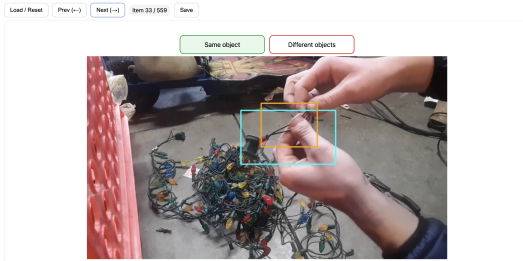 Load / Reset Prev (←) Next (→) Item 33 / 559 Save
Same object Different objects